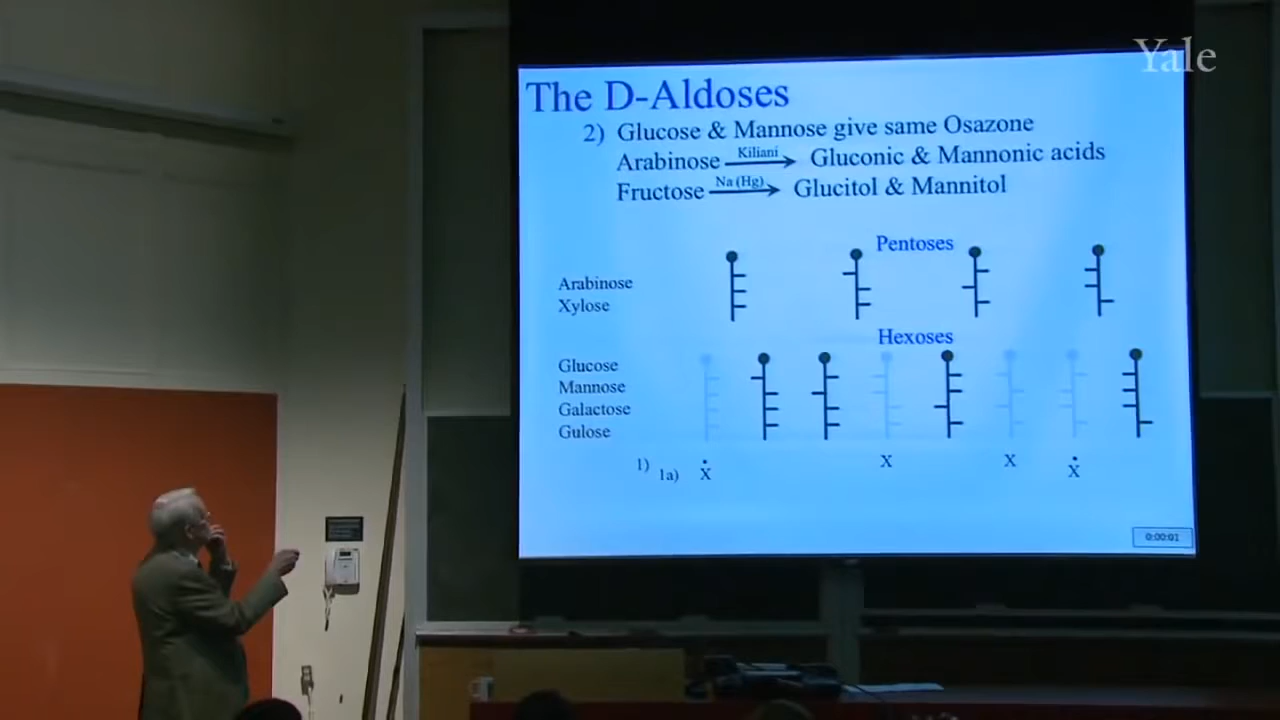 Yale
The D-Aldoses
2) Glucose & Mannose give same Osazone
Arabinose Kiliani Gluconic & Mannonic acids
Fructose Na (Hg) Glucitol & Mannitol
Pentoses
Arabinose
Xylose
Hexoses
Glucose
Mannose
Galactose
Gulose
1) 1a) Ẋ X X Ẋ
0:00:01